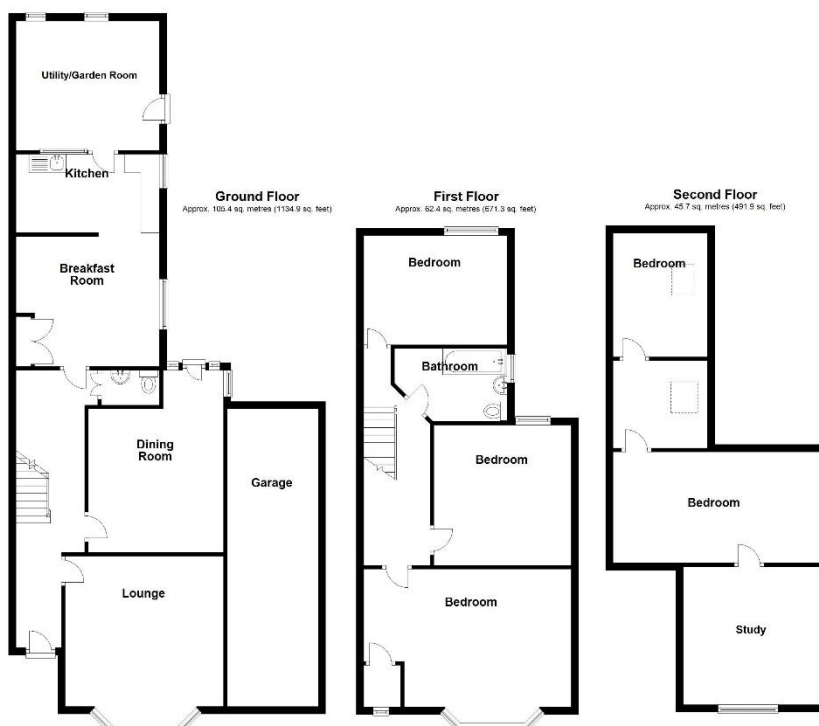 Utility/Garden Room
Kitchen
Breakfast
Room
Dining
Room
Garage
Lounge
Ground Floor
Approx. 105.4 sq. metres (1134.9 sq. feet)
First Floor
Approx. 62.4 sq. metres (671.3 sq. feet)
Bedroom
Bathroom
Bedroom
Bedroom
Second Floor
Approx. 45.7 sq. metres (491.9 sq. feet)
Bedroom
Bedroom
Study